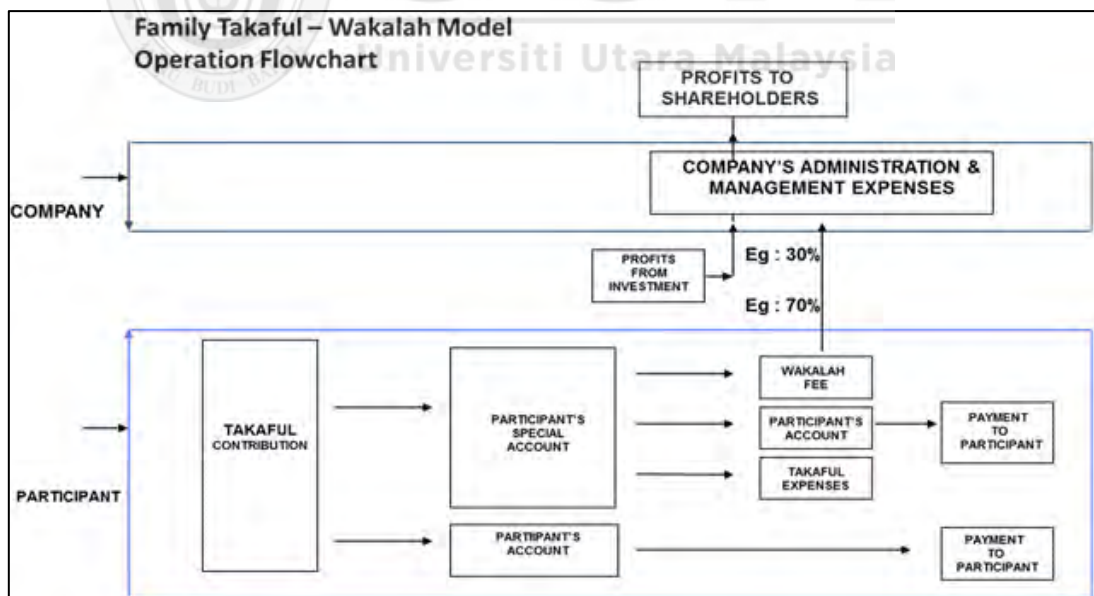 Family Takaful – Wakalah Model
Operation Flowchart
Universiti Utara Malaysia
BUDI
PROFITS TO
SHAREHOLDERS
COMPANY'S ADMINISTRATION &
MANAGEMENT EXPENSES
COMPANY
PROFITS
FROM
INVESTMENT
Eg : 30%
Eg : 70%
TAKAFUL
CONTRIBUTION
PARTICIPANT'S
SPECIAL
ACCOUNT
WAKALAH
FEE
PARTICIPANT'S
ACCOUNT
PAYMENT
TO
PARTICIPANT
TAKAFUL
EXPENSES
PARTICIPANT
PARTIIPANT'S
ACCOUNT
PAYMENT
TO
PARTICIPANT